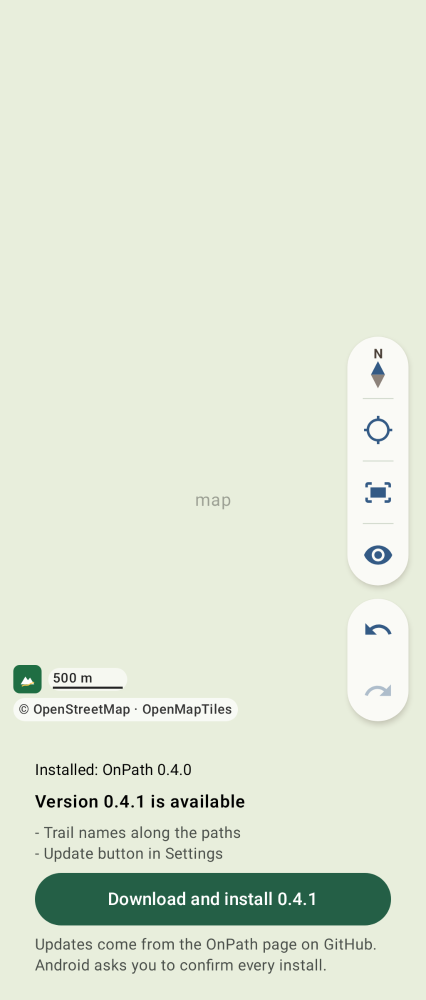 N
map
500 m
© OpenStreetMap · OpenMapTiles
Installed: OnPath 0.4.0
Version 0.4.1 is available
- Trail names along the paths
- Update button in Settings
Download and install 0.4.1
Updates come from the OnPath page on GitHub.
Android asks you to confirm every install.